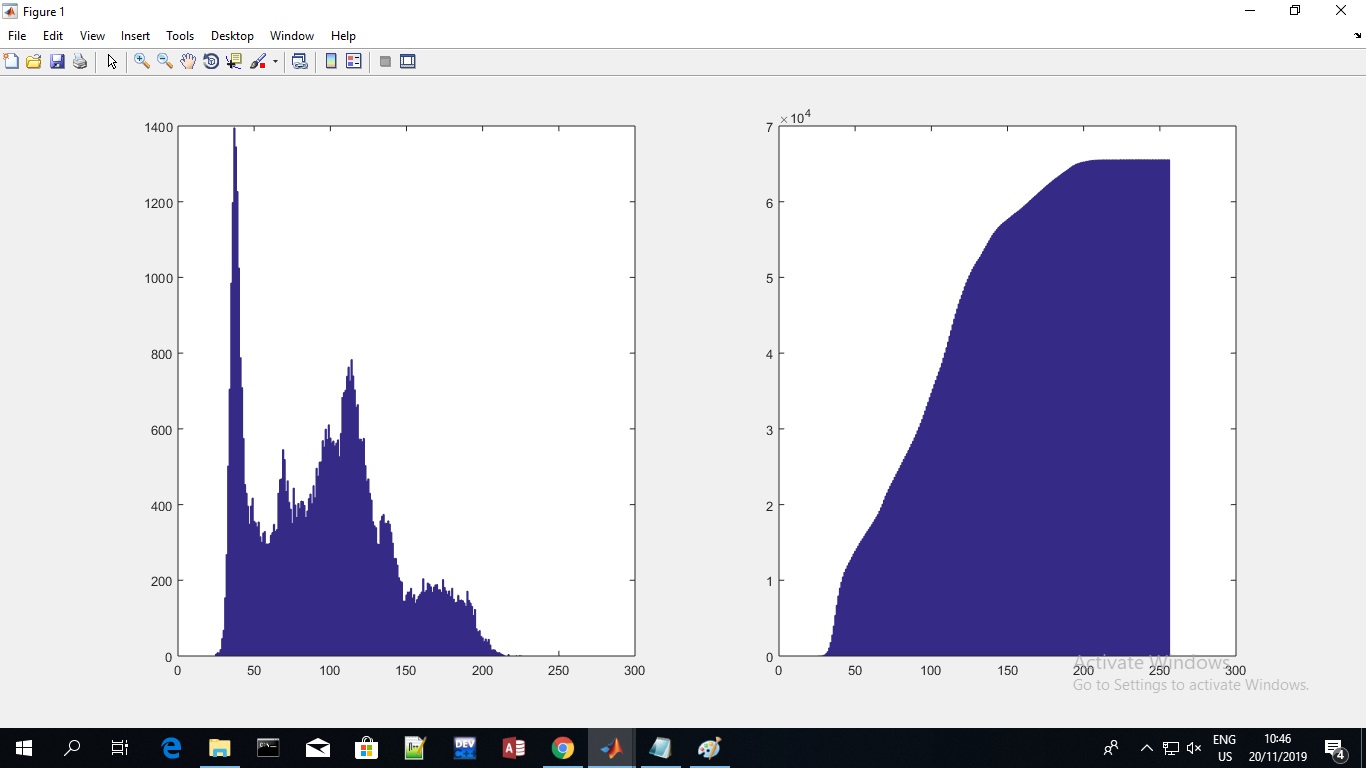 Figure 1
File Edit View Insert Tools Desktop Window Help
1400
1200
1000
800
600
400
200
0
0 50 100 150 200 250 300
×10^4
7
6
5
4
3
2
1
0
0 50 100 150 200 250 300
Activate Windows
Go to Settings to activate Windows.
DEV
ENG
US
10:46
20/11/2019
4